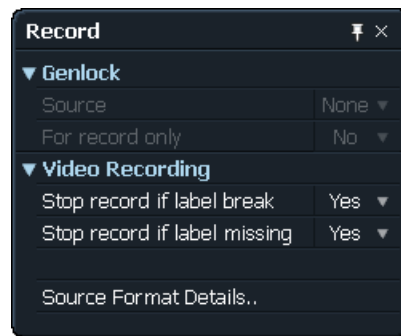 Record
Genlock
Source None
For record only No
Video Recording
Stop record if label break Yes
Stop record if label missing Yes
Source Format Details..